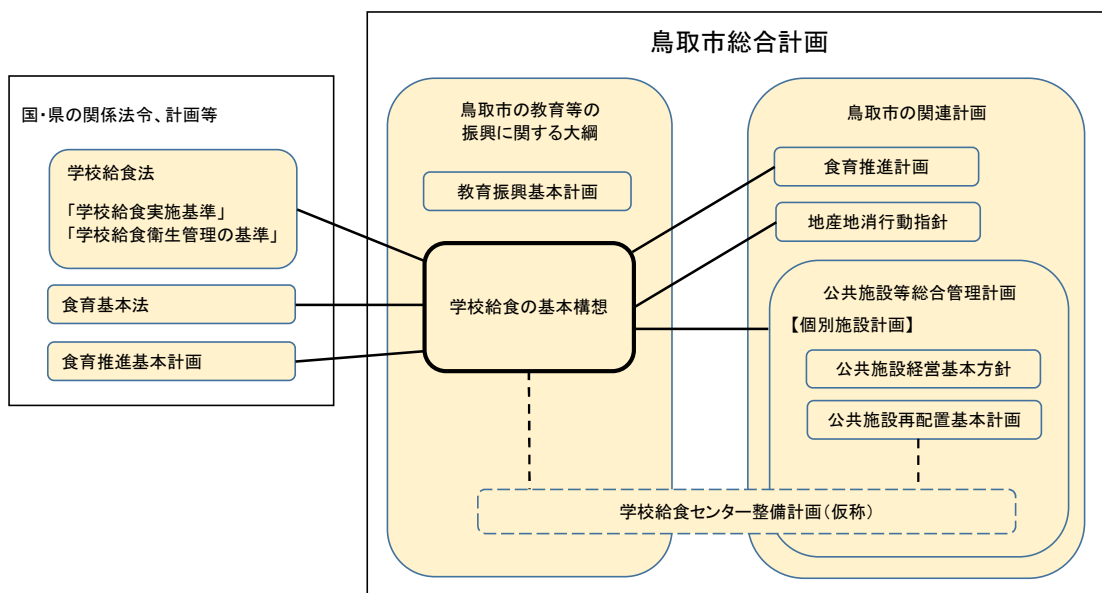 鳥取市総合計画
国・県の関係法令、計画等
学校給食法
「学校給食実施基準」
「学校給食衛生管理の基準」
食育基本法
食育推進基本計画
鳥取市の教育等の
振興に関する大綱
教育振興基本計画
学校給食の基本構想
鳥取市の関連計画
食育推進計画
地産地消行動指針
公共施設等総合管理計画
【個別施設計画】
公共施設経営基本方針
公共施設再配置基本計画
学校給食センター整備計画（仮称）